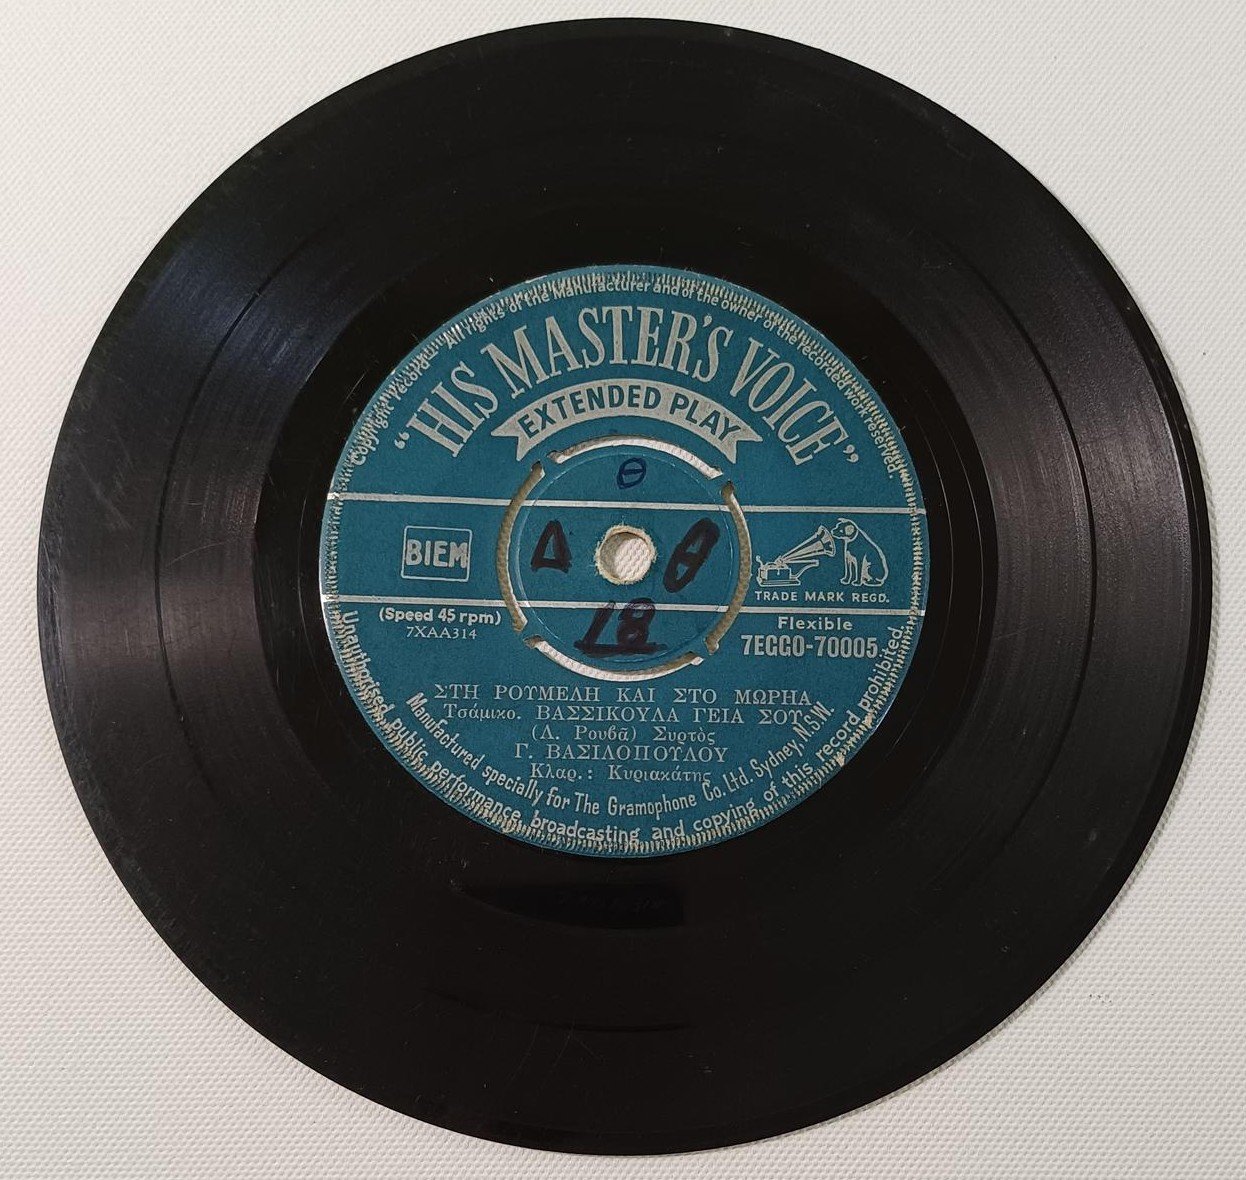 Copyright record — All rights of the Manufacturer and of the owner of the recorded work reserved.
"HIS MASTER'S VOICE"
EXTENDED PLAY
Θ
Δ Θ
18
BIEM
TRADE MARK REGD.
(Speed 45 rpm)
7XAA314
Flexible
7EGGO-70005
ΣΤΗ ΡΟΥΜΕΛΗ ΚΑΙ ΣΤΟ ΜΩΡΗΑ
Τσάμικο. ΒΑΣΣΙΚΟΥΛΑ ΓΕΙΑ ΣΟΥ
(Λ. Ρουβᾶ) Συρτὸς
Γ. ΒΑΣΙΛΟΠΟΥΛΟΥ
Κλαρ.: Κυριακάτης
Manufactured specially for The Gramophone Co. Ltd. Sydney, N.S.W.
Unauthorised public performance, broadcasting and copying of this record prohibited.